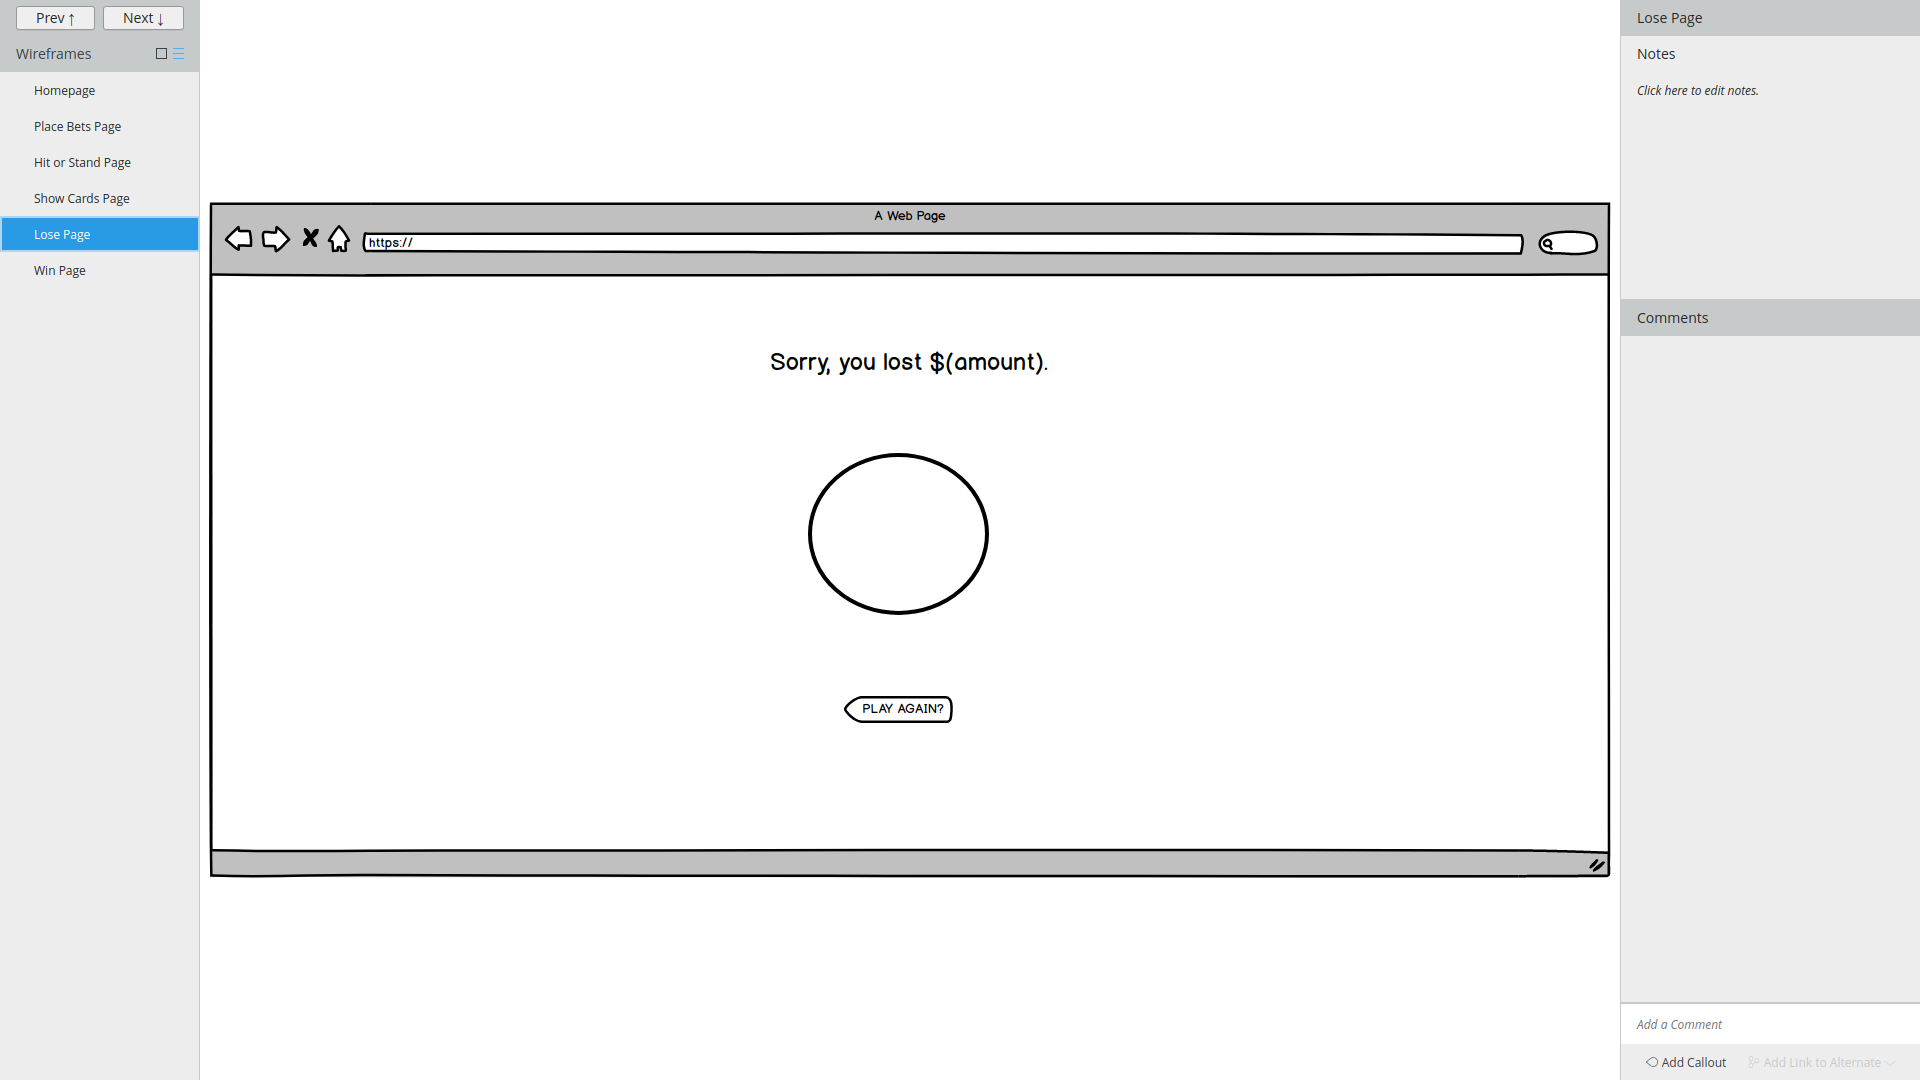 Prev ↑ Next ↓
Wireframes
Homepage
Place Bets Page
Hit or Stand Page
Show Cards Page
Lose Page
Win Page
A Web Page
https://
Sorry, you lost $(amount).
PLAY AGAIN?
Lose Page
Notes
Click here to edit notes.
Comments
Add a Comment
Add Callout Add Link to Alternate